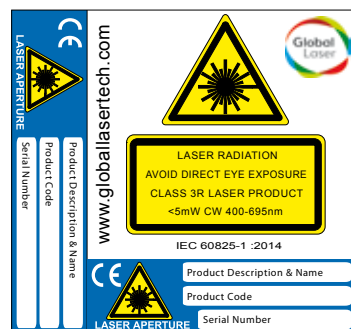 LASER APERTURE
CE
Serial Number
Product Code
Product Description & Name
www.globallasertech.com
Global
Laser
LASER RADIATION
AVOID DIRECT EYE EXPOSURE
CLASS 3R LASER PRODUCT
<5mW CW 400-695nm
IEC 60825-1 :2014
CE
LASER APERTURE
Product Description & Name
Product Code
Serial Number